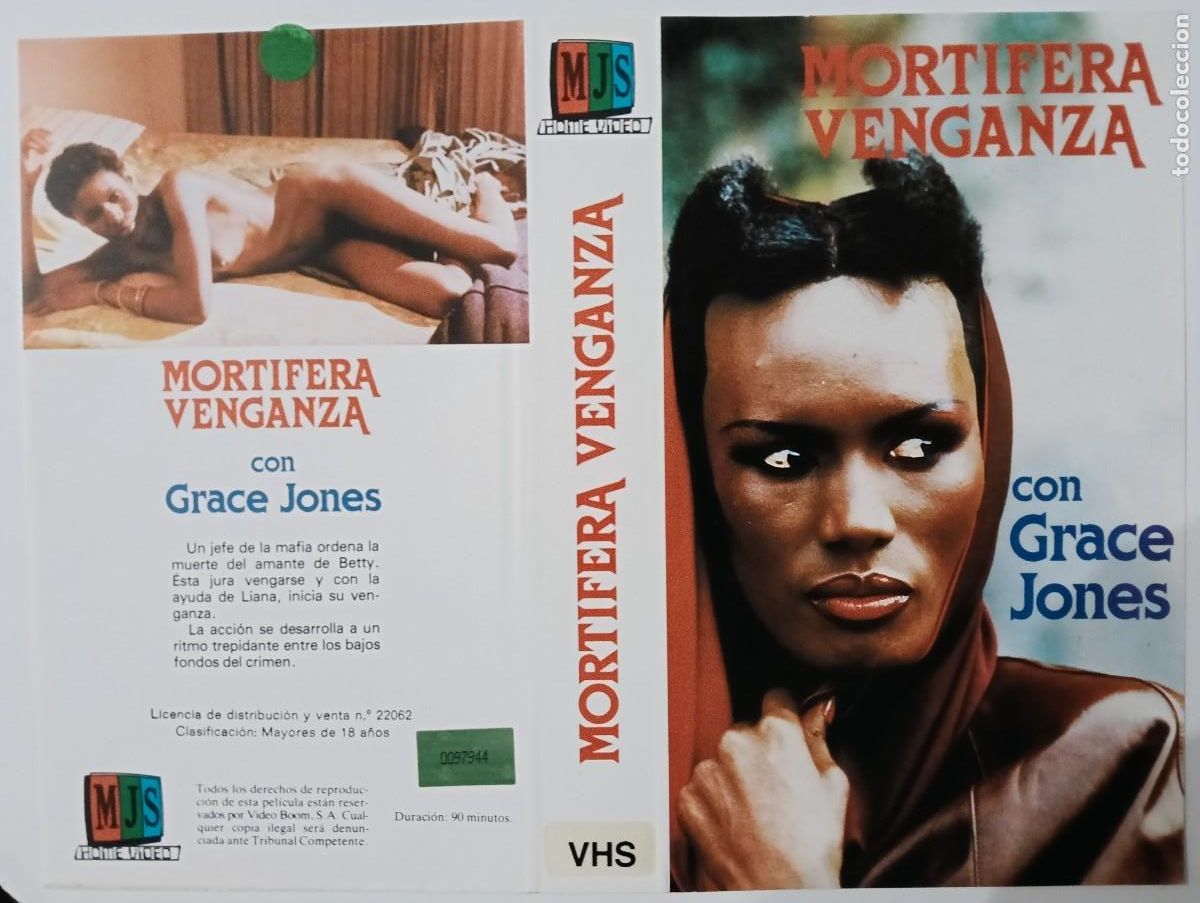 MORTIFERA
VENGANZA
con
Grace Jones
Un jefe de la mafia ordena la
muerte del amante de Betty.
Ésta jura vengarse y con la
ayuda de Liana, inicia su ven-
ganza.
La acción se desarrolla a un
ritmo trepidante entre los bajos
fondos del crimen.
Licencia de distribución y venta n.º 22062
Clasificación: Mayores de 18 años
0097944
MJS
HOME VIDEO
Todos los derechos de reproduc-
ción de esta película están reser-
vados por Video Boom, S.A. Cual-
quier copia ilegal será denun-
ciada ante Tribunal Competente.
Duración: 90 minutos.
MJS
HOME VIDEO
MORTIFERA VENGANZA
VHS
MORTIFERA
VENGANZA
con
Grace
Jones
todocoleccion